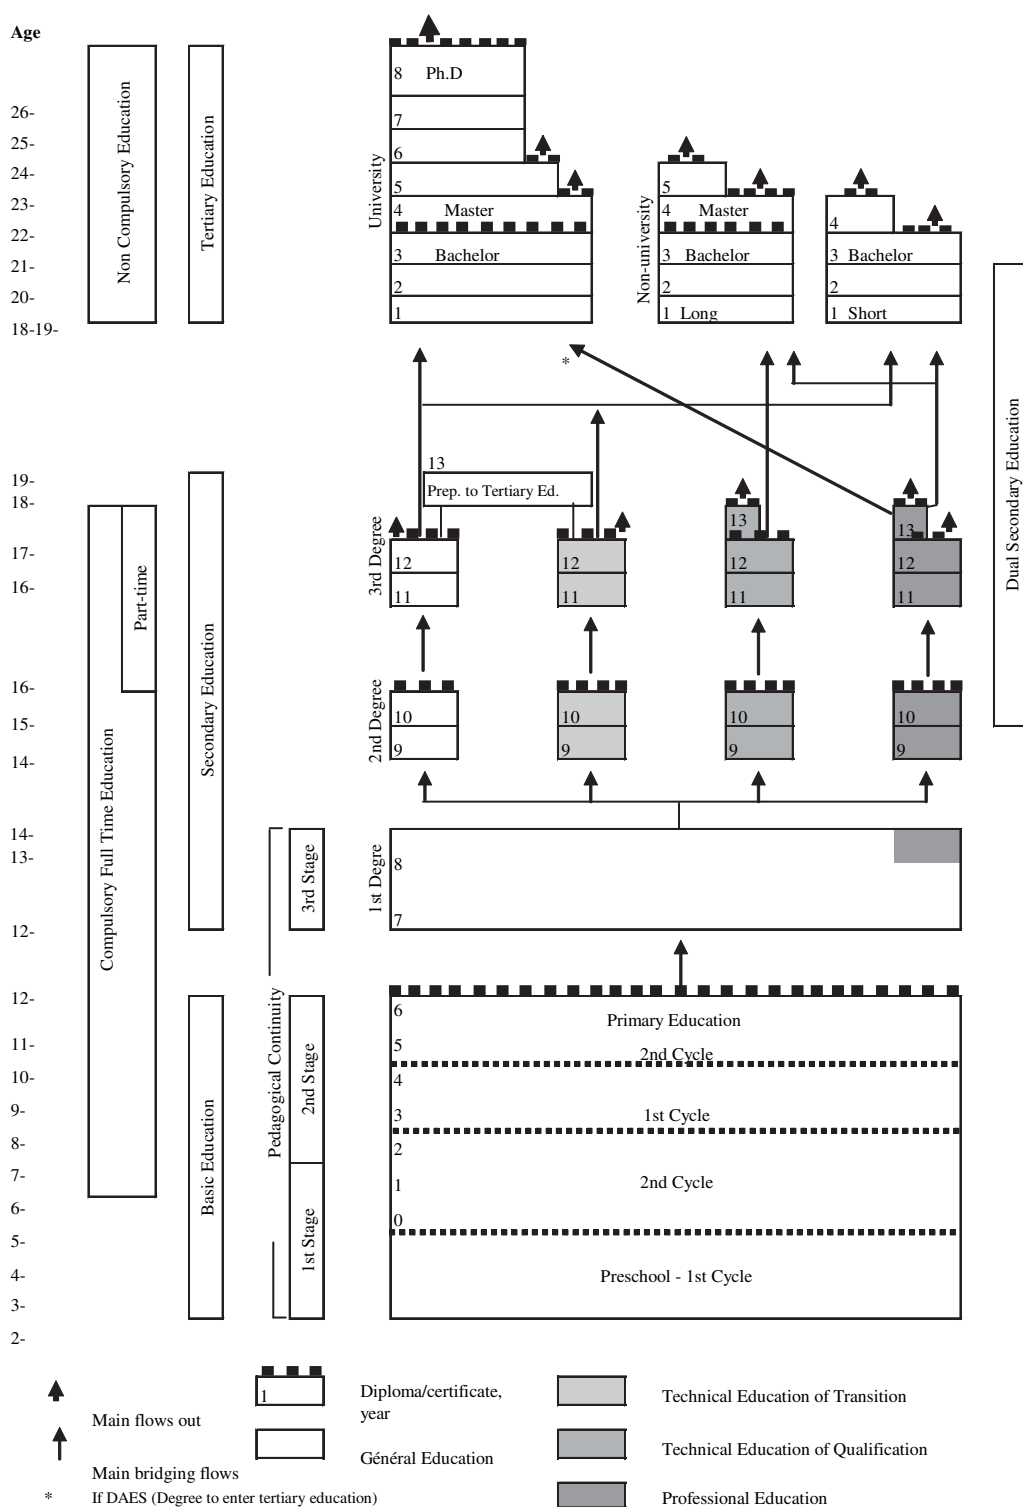 Age
26-
25-
24-
23-
22-
21-
20-
18-19-
19-
18-
17-
16-
16-
15-
14-
14-
13-
12-
12-
11-
10-
9-
8-
7-
6-
5-
4-
3-
2-
Non Compulsory Education
Tertiary Education
Compulsory Full Time Education
Part-time
Secondary Education
Basic Education
Pedagogical Continuity
3rd Stage
2nd Stage
1st Stage
University
8 Ph.D
7
6
5
4 Master
3 Bachelor
2
1
Non-university
5
4 Master
3 Bachelor
2
1 Long
4
3 Bachelor
2
1 Short
Dual Secondary Education
*
13
Prep. to Tertiary Ed.
3rd Degree
12
11
12
11
13
12
11
13
12
11
2nd Degree
10
9
10
9
10
9
10
9
1st Degre
8
7
6
Primary Education
5
2nd Cycle
4
3
1st Cycle
2
1
2nd Cycle
0
Preschool - 1st Cycle
Main flows out
Main bridging flows
* If DAES (Degree to enter tertiary education)
1
Diploma/certificate,
year
Général Education
Technical Education of Transition
Technical Education of Qualification
Professional Education